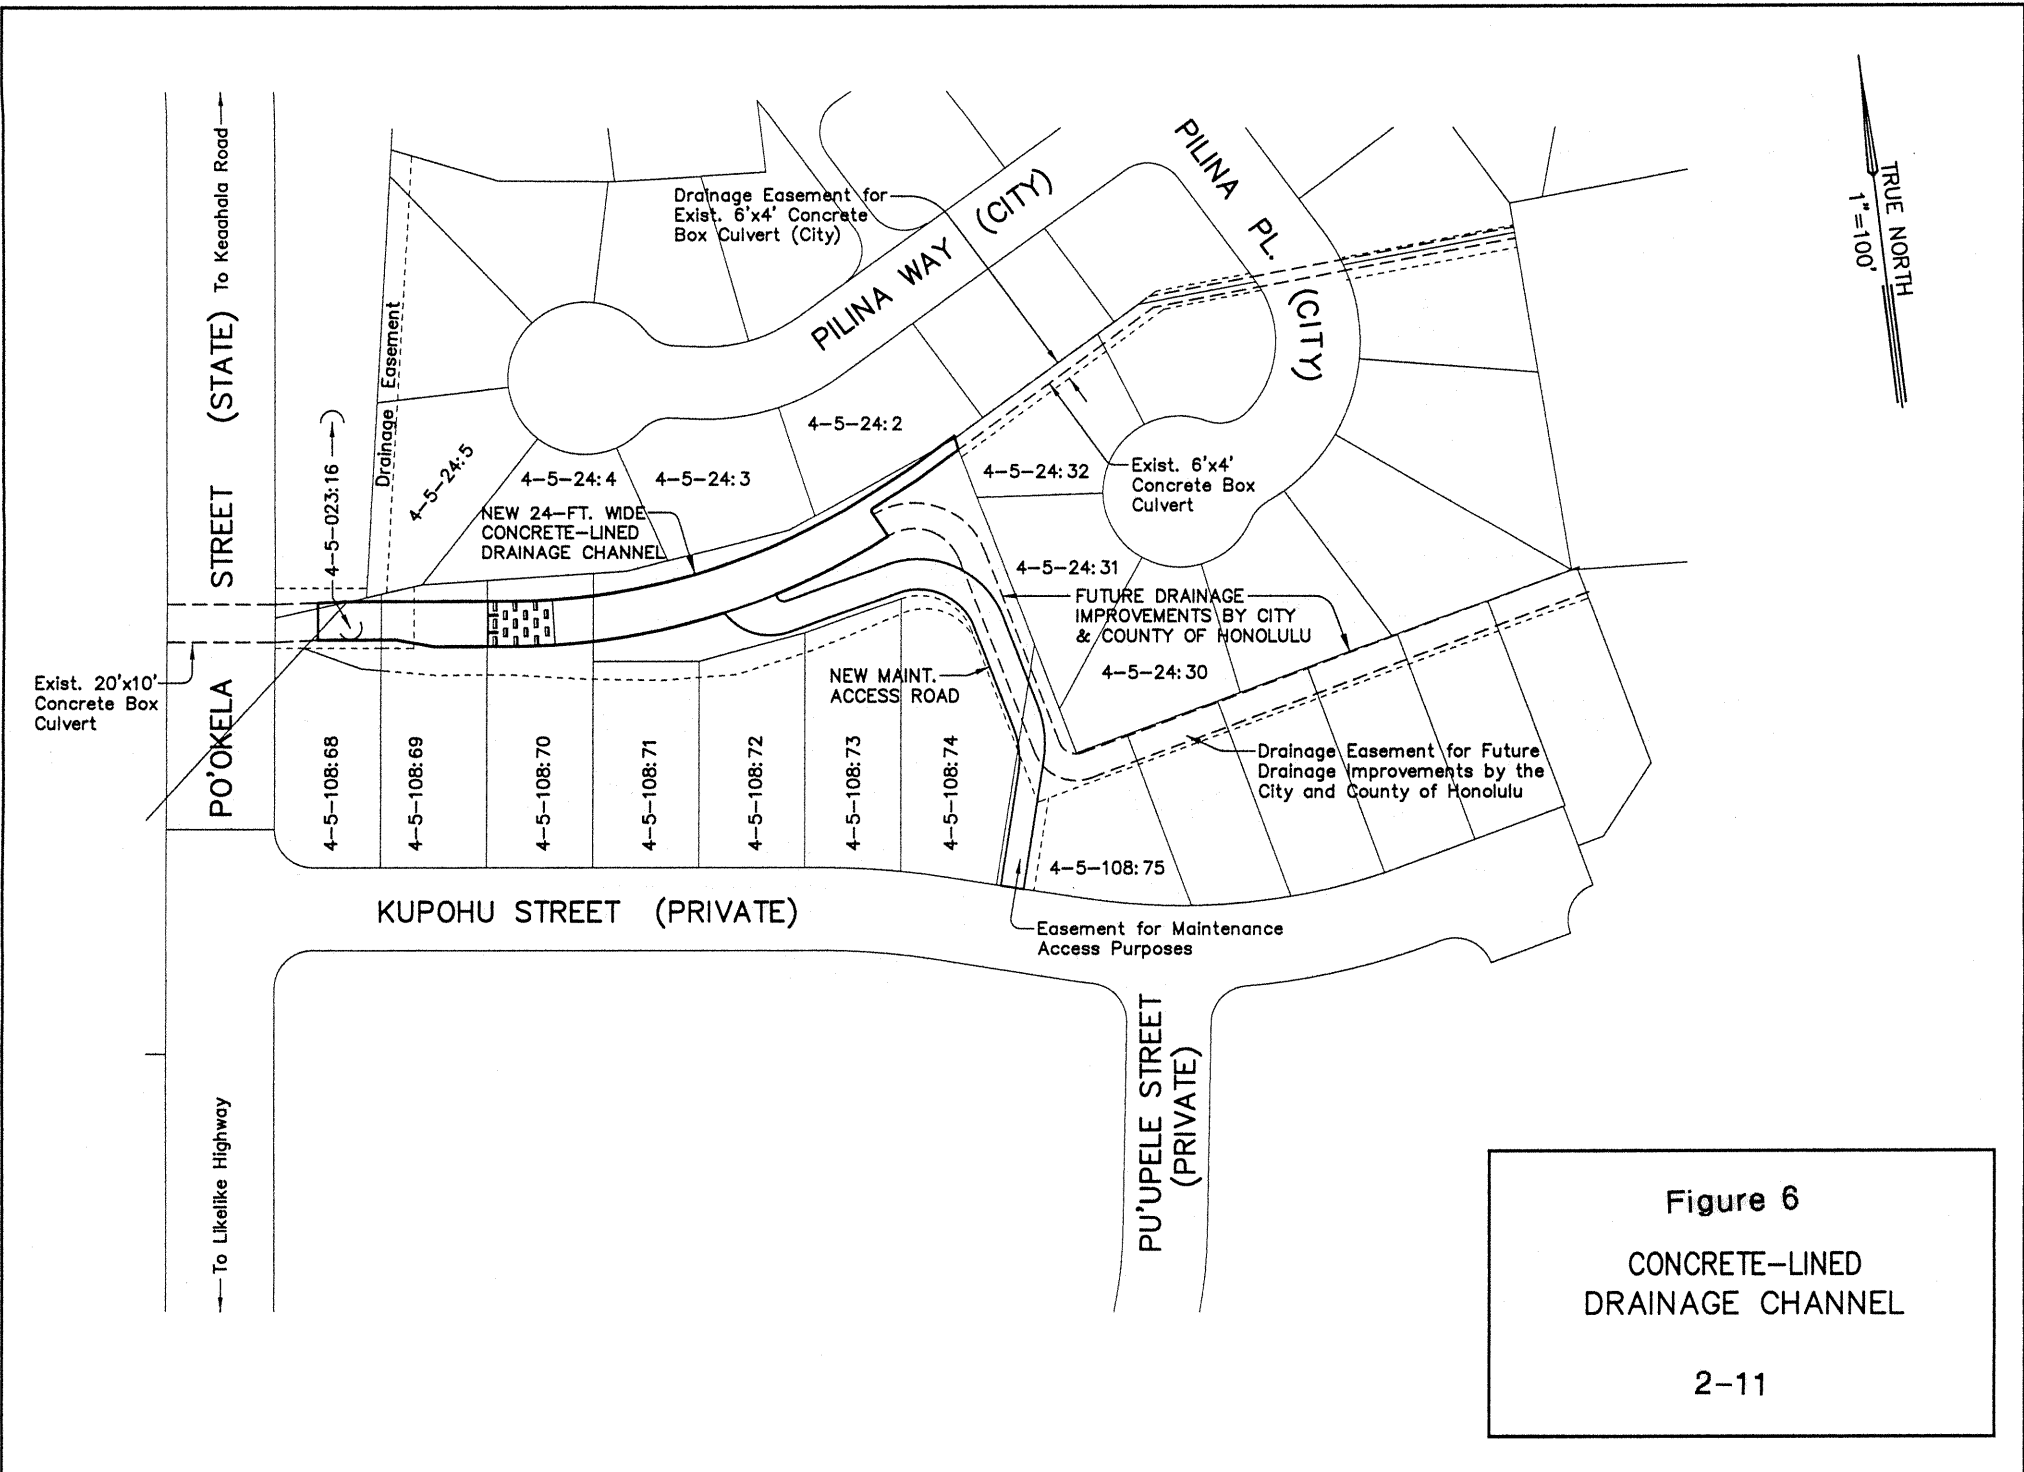 PO'OKELA STREET (STATE) To Keaahala Road
To Likelike Highway
4-5-023:16
Drainage Easement
4-5-24:5
4-5-24:4
4-5-24:3
4-5-24:2
Drainage Easement for
Exist. 6'x4' Concrete
Box Culvert (City)
PILINA WAY (CITY)
PILINA PL. (CITY)
TRUE NORTH
1"=100'
NEW 24-FT. WIDE
CONCRETE-LINED
DRAINAGE CHANNEL
4-5-24:32
Exist. 6'x4'
Concrete Box
Culvert
4-5-24:31
FUTURE DRAINAGE
IMPROVEMENTS BY CITY
& COUNTY OF HONOLULU
4-5-24:30
Exist. 20'x10'
Concrete Box
Culvert
NEW MAINT.
ACCESS ROAD
4-5-108:68
4-5-108:69
4-5-108:70
4-5-108:71
4-5-108:72
4-5-108:73
4-5-108:74
4-5-108:75
Drainage Easement for Future
Drainage Improvements by the
City and County of Honolulu
KUPOHU STREET (PRIVATE)
Easement for Maintenance
Access Purposes
PU'UPELE STREET
(PRIVATE)
Figure 6
CONCRETE-LINED
DRAINAGE CHANNEL
2-11